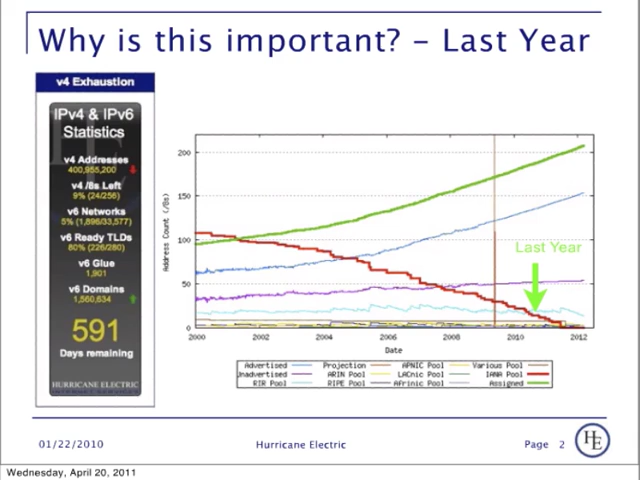 Why is this important? - Last Year
v4 Exhaustion
IPv4 & IPv6
Statistics
v4 Addresses
400,955,200
v4 /8s Left
9% (24/256)
v6 Networks
5% (1,896/33,577)
v6 Ready TLDs
80% (226/280)
v6 Glue
1,901
v6 Domains
1,560,634
591
Days remaining
HURRICANE ELECTRIC
Address Count (/8s)
200
150
100
50
0
Last Year
2000 2002 2004 2006 2008 2010 2012
Date
Advertised Projection APNIC Pool Various Pool
Unadvertised ARIN Pool LACnic Pool IANA Pool
RIR Pool RIPE Pool Afrinic Pool Assigned
01/22/2010 Hurricane Electric Page 2
HE
Wednesday, April 20, 2011